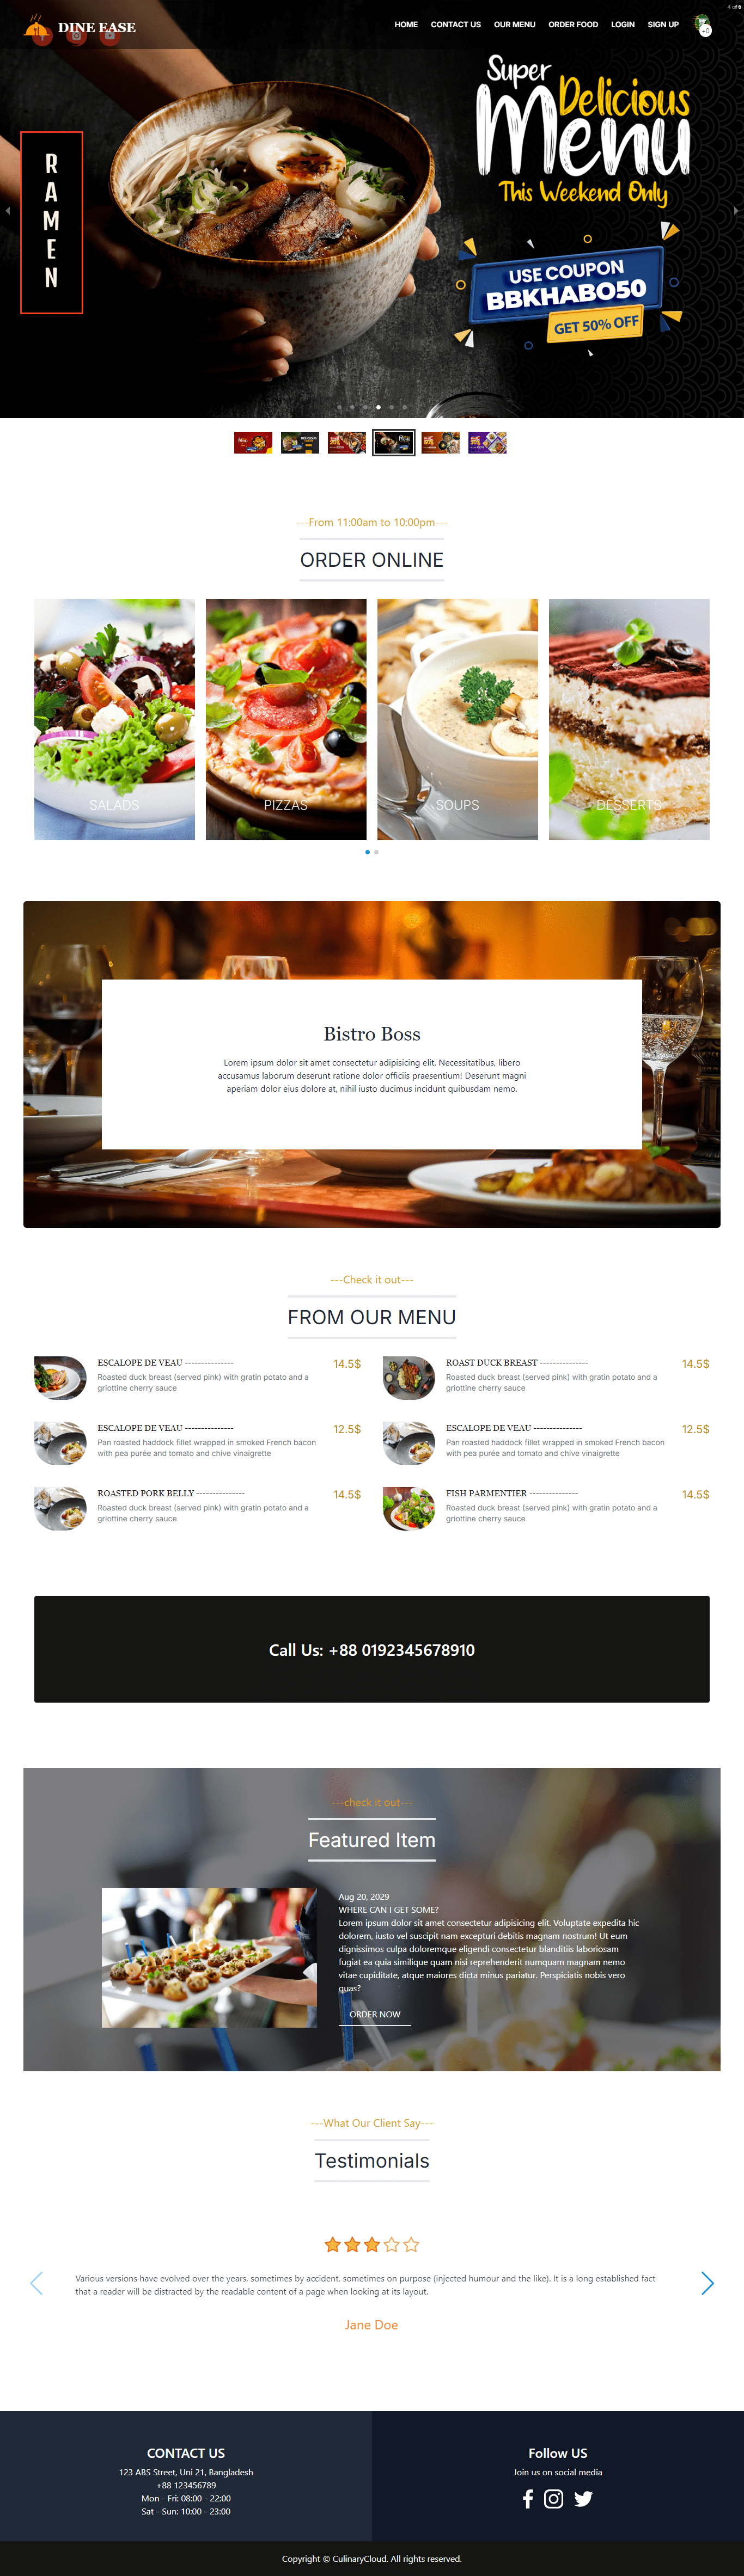 DINE EASE
HOME CONTACT US OUR MENU ORDER FOOD LOGIN SIGN UP
+0
4 of 6
RAMEN
Super
Delicious
Menu
This Weekend Only
USE COUPON
BBKHABO50
GET 50% OFF
---From 11:00am to 10:00pm---
ORDER ONLINE
SALADS
PIZZAS
SOUPS
DESSERTS
Bistro Boss
Lorem ipsum dolor sit amet consectetur adipisicing elit. Necessitatibus, libero
accusamus laborum deserunt ratione dolor officiis praesentium! Deserunt magni
aperiam dolor eius dolore at, nihil iusto ducimus incidunt quibusdam nemo.
---Check it out---
FROM OUR MENU
ESCALOPE DE VEAU --------------- 14.5$
Roasted duck breast (served pink) with gratin potato and a
griottine cherry sauce
ROAST DUCK BREAST --------------- 14.5$
Roasted duck breast (served pink) with gratin potato and a
griottine cherry sauce
ESCALOPE DE VEAU --------------- 12.5$
Pan roasted haddock fillet wrapped in smoked French bacon
with pea purée and tomato and chive vinaigrette
ESCALOPE DE VEAU --------------- 12.5$
Pan roasted haddock fillet wrapped in smoked French bacon
with pea purée and tomato and chive vinaigrette
ROASTED PORK BELLY --------------- 14.5$
Roasted duck breast (served pink) with gratin potato and a
griottine cherry sauce
FISH PARMENTIER --------------- 14.5$
Roasted duck breast (served pink) with gratin potato and a
griottine cherry sauce
Call Us: +88 0192345678910
---check it out---
Featured Item
Aug 20, 2029
WHERE CAN I GET SOME?
Lorem ipsum dolor sit amet consectetur adipisicing elit. Voluptate expedita hic
dolorem, iusto vel suscipit nam excepturi debitis magnam nostrum! Ut eum
dignissimos culpa doloremque eligendi consectetur blanditiis laboriosam
fugiat ea quia similique quam nisi reprehenderit numquam magnam nemo
vitae cupiditate, atque maiores dicta minus pariatur. Perspiciatis nobis vero
quas?
ORDER NOW
---What Our Client Say---
Testimonials
Various versions have evolved over the years, sometimes by accident, sometimes on purpose (injected humour and the like). It is a long established fact
that a reader will be distracted by the readable content of a page when looking at its layout.
Jane Doe
CONTACT US
123 ABS Street, Uni 21, Bangladesh
+88 123456789
Mon - Fri: 08:00 - 22:00
Sat - Sun: 10:00 - 23:00
Follow US
Join us on social media
Copyright © CulinaryCloud. All rights reserved.